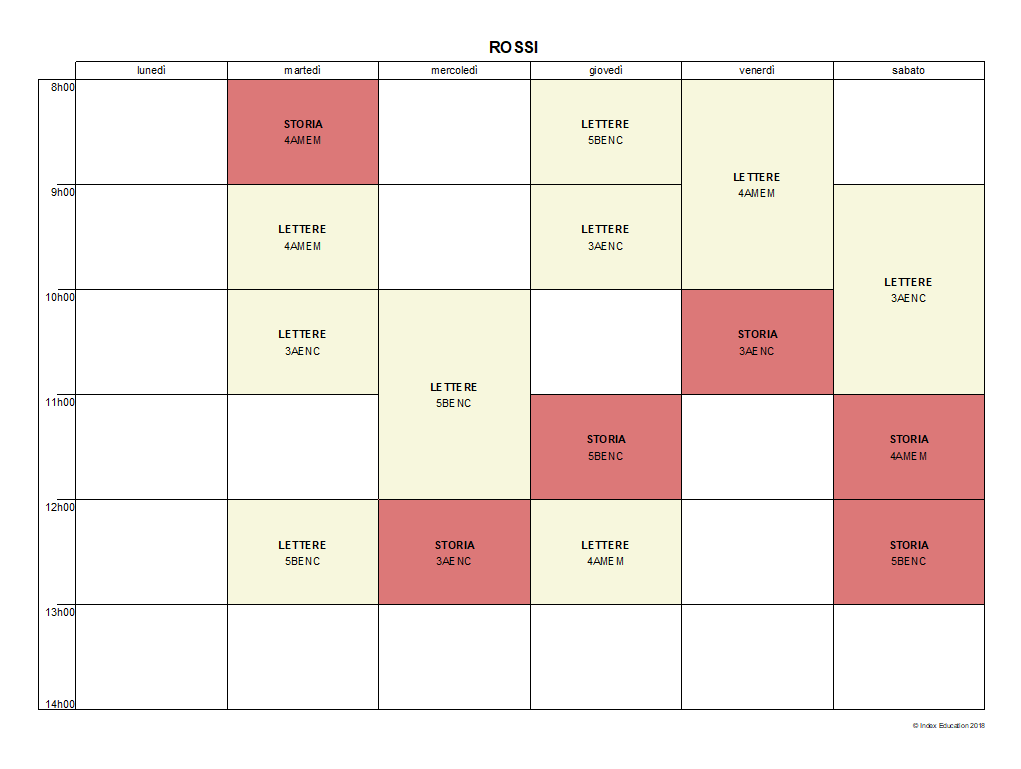 ROSSI
lunedì martedì mercoledì giovedì venerdì sabato
8h00
STORIA
4AMEM
LETTERE
5BENC
LETTERE
4AMEM
9h00
LETTERE
4AMEM
LETTERE
3AENC
LETTERE
3AENC
10h00
LETTERE
3AENC
LETTERE
5BENC
STORIA
3AENC
11h00
STORIA
5BENC
STORIA
4AMEM
12h00
LETTERE
5BENC
STORIA
3AENC
LETTERE
4AMEM
STORIA
5BENC
13h00
14h00
© Index Education 2018